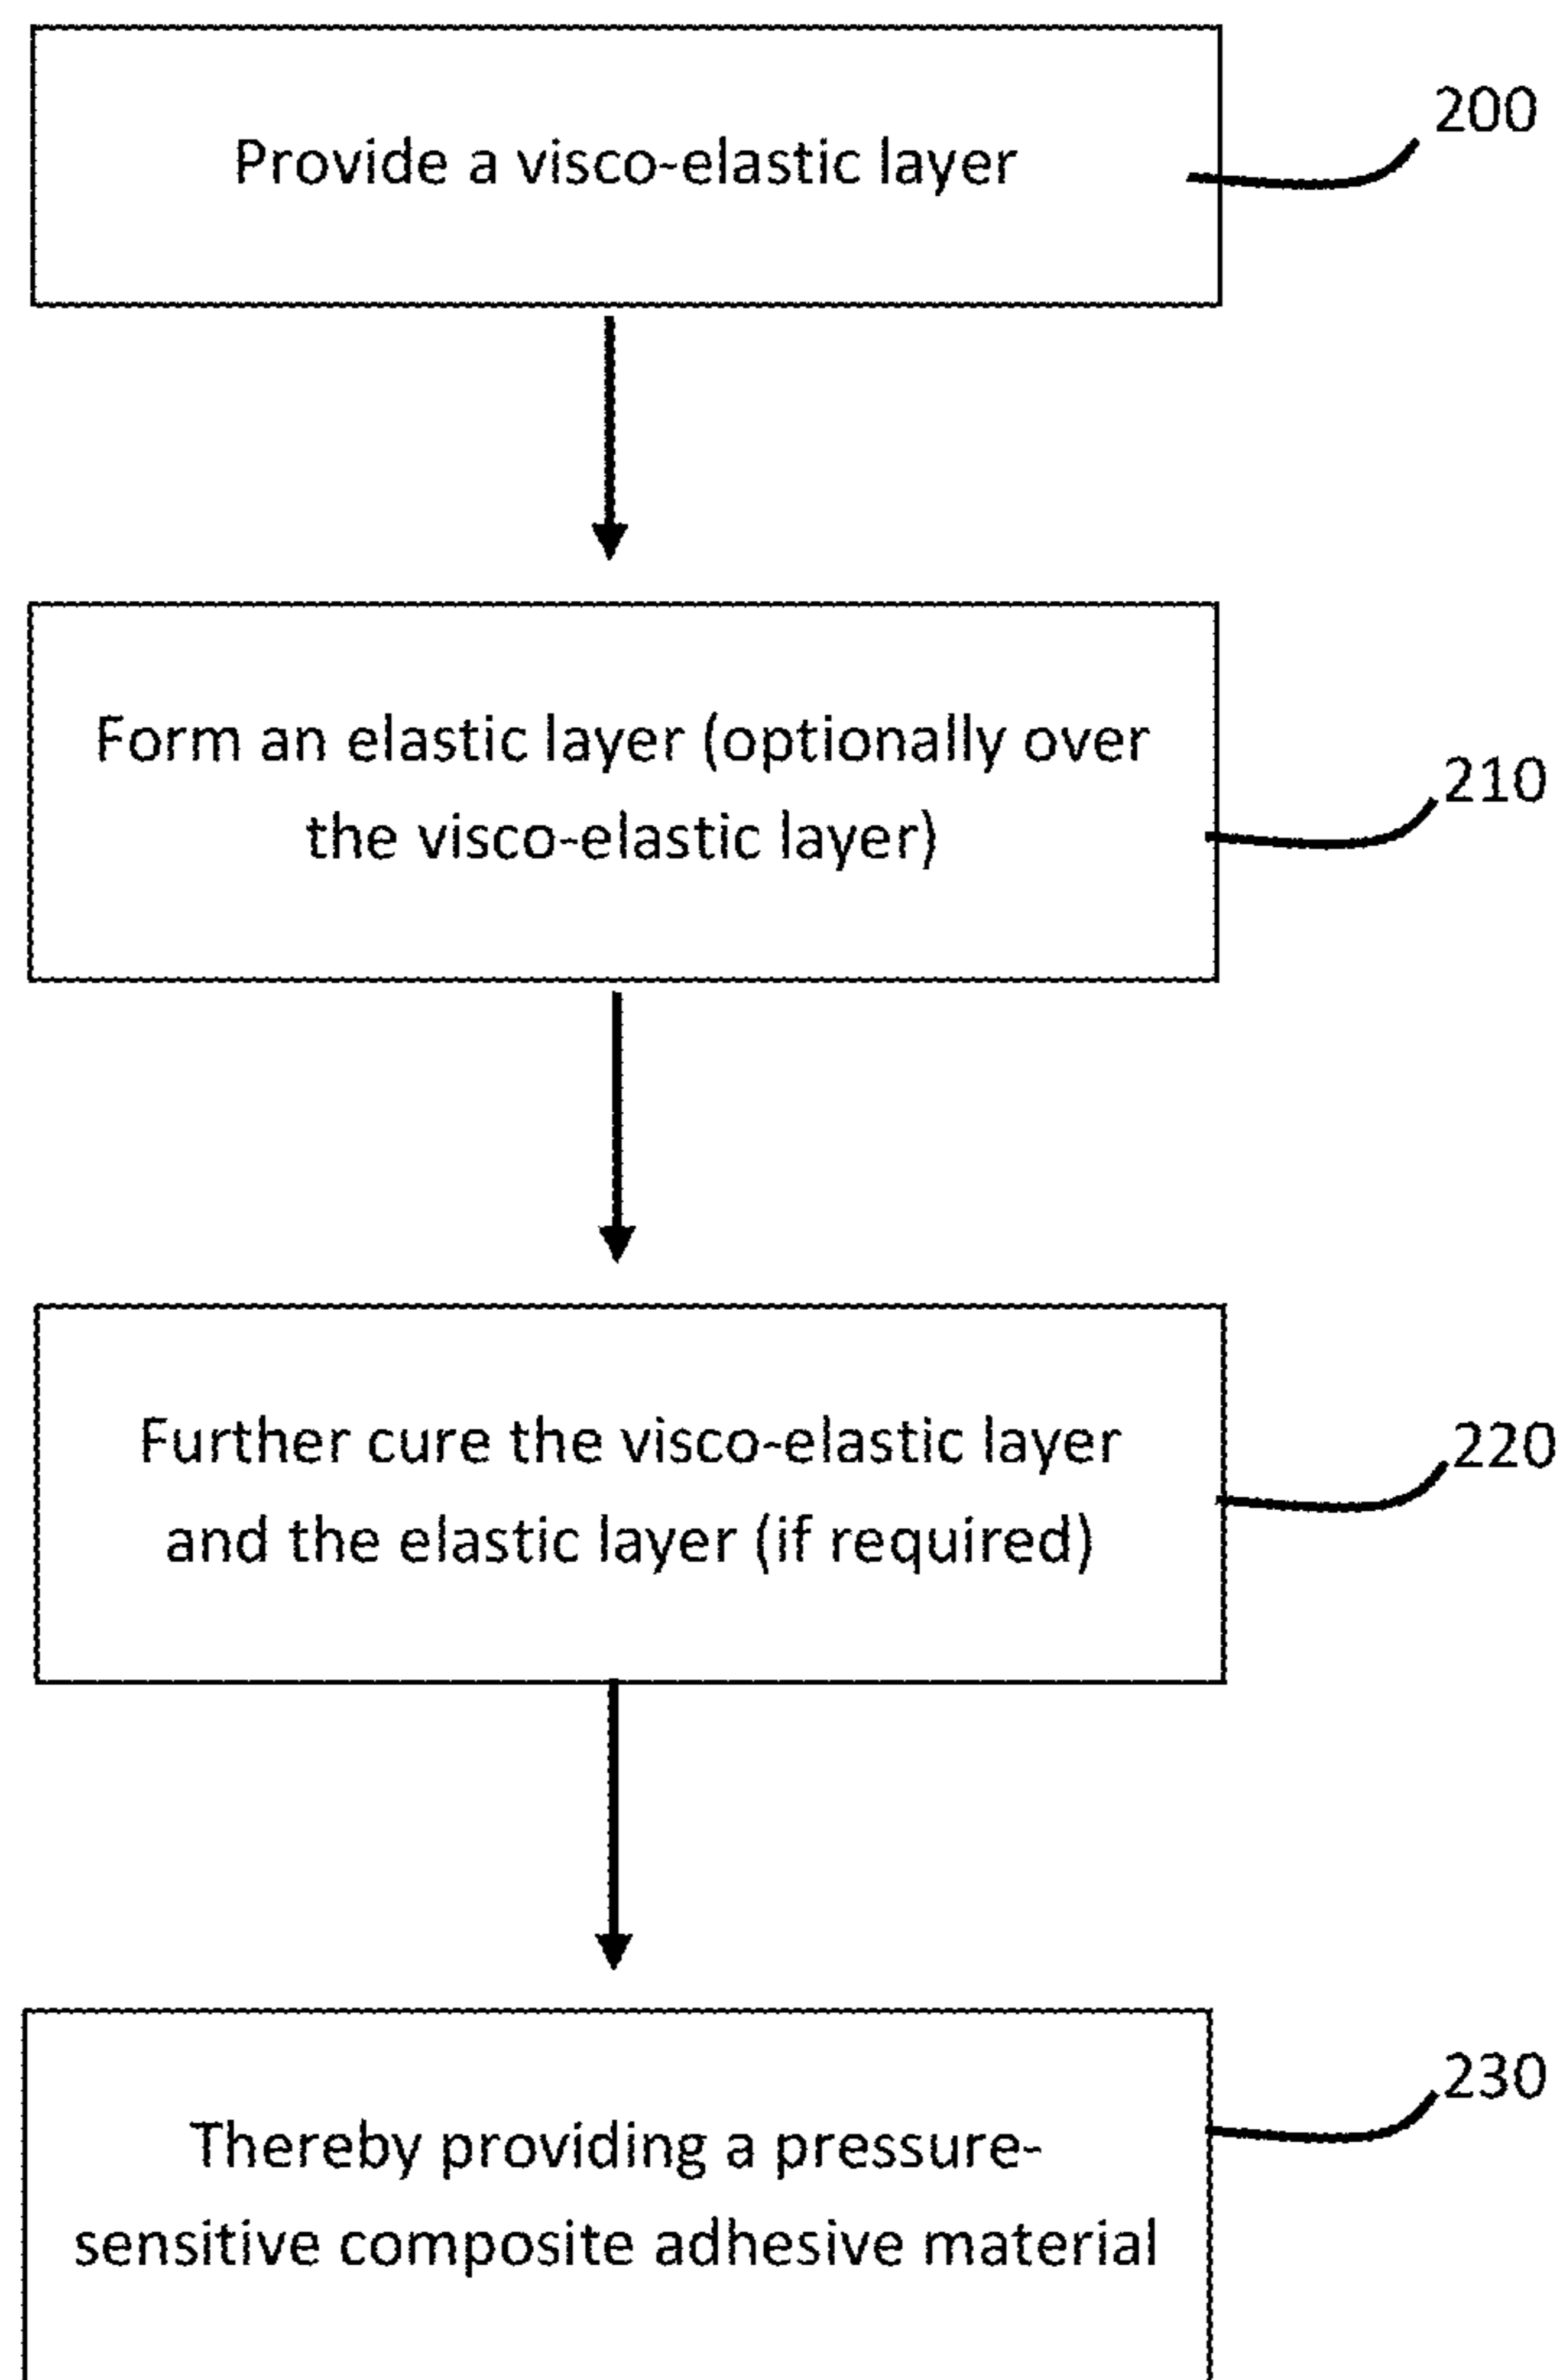 Provide a visco-elastic layer
200
Form an elastic layer (optionally over
the visco-elastic layer)
210
Further cure the visco-elastic layer
and the elastic layer (if required)
220
Thereby providing a pressure-
sensitive composite adhesive material
230